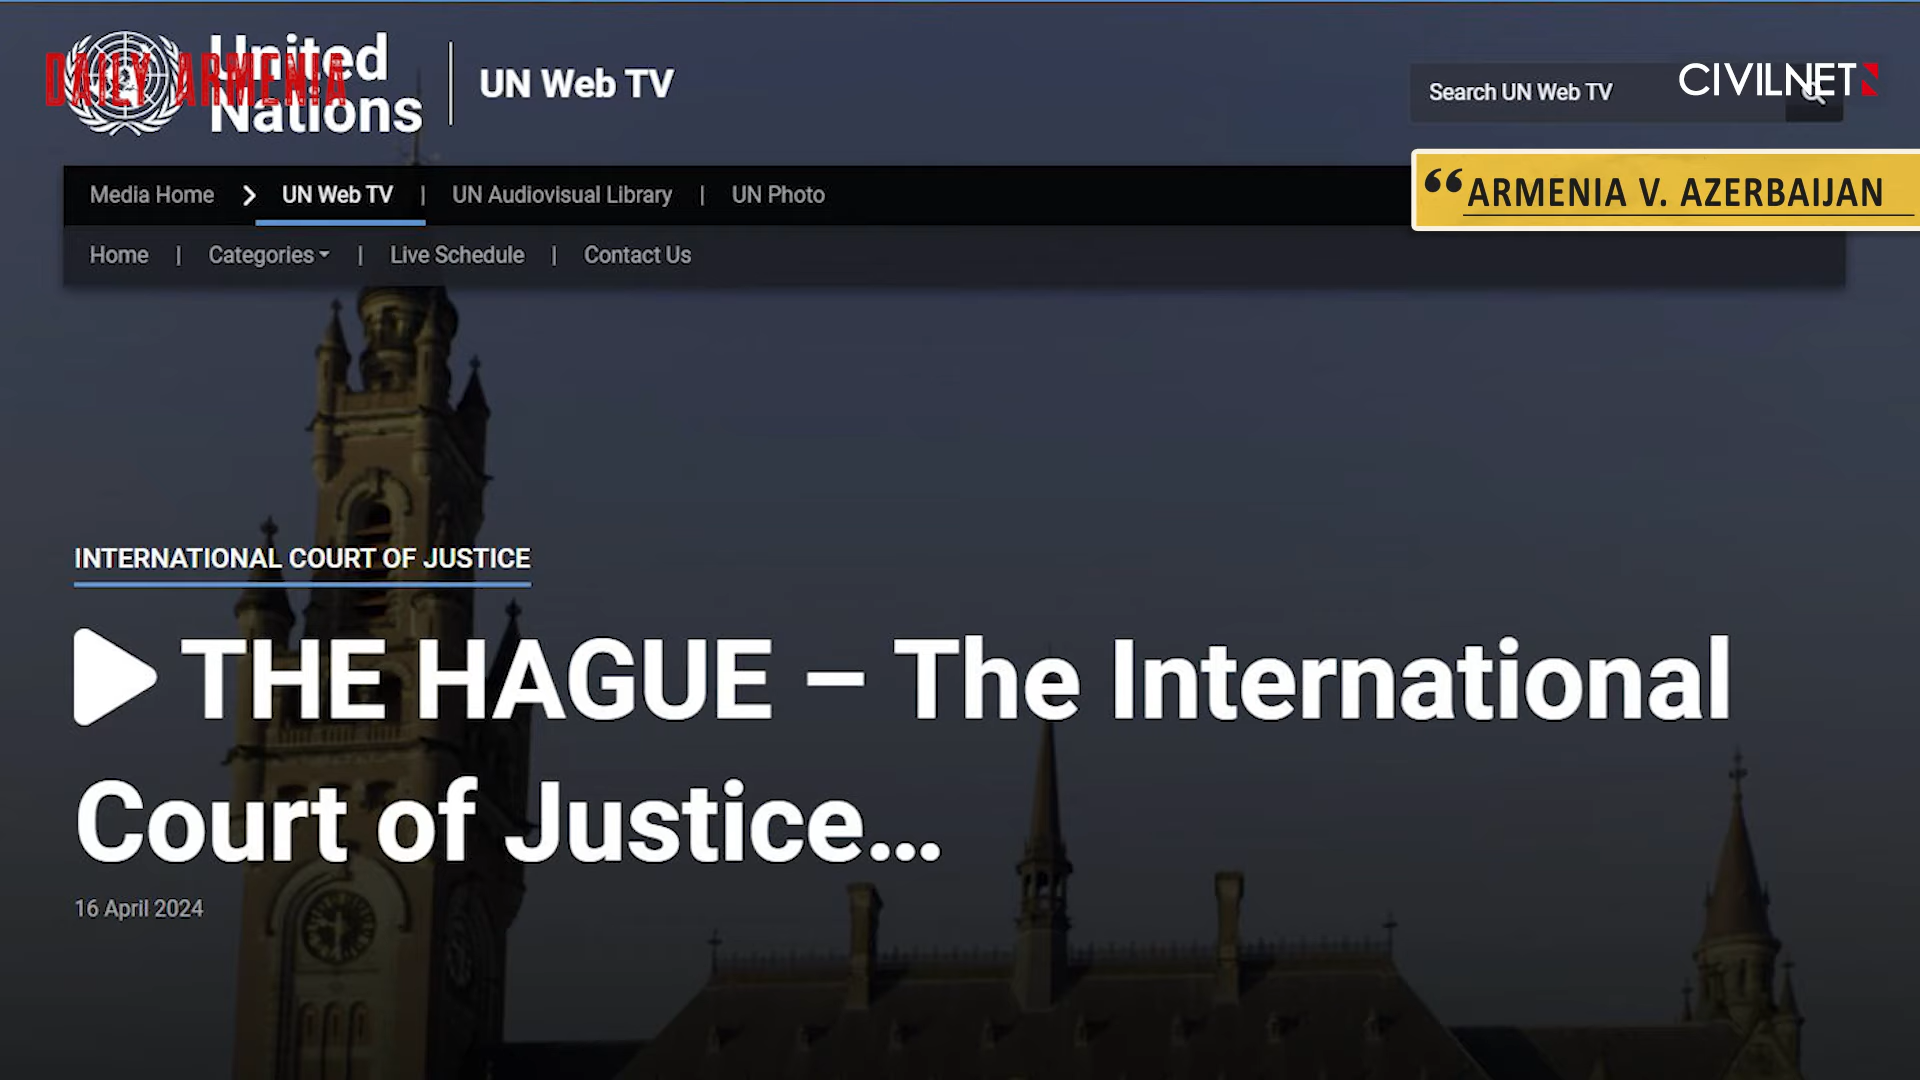 United
Nations
DAILY ARMENIA
UN Web TV
Search UN Web TV
CIVILNET
“ARMENIA V. AZERBAIJAN
Media Home
UN Web TV | UN Audiovisual Library | UN Photo
Home | Categories | Live Schedule | Contact Us
INTERNATIONAL COURT OF JUSTICE
THE HAGUE – The International
Court of Justice...
16 April 2024